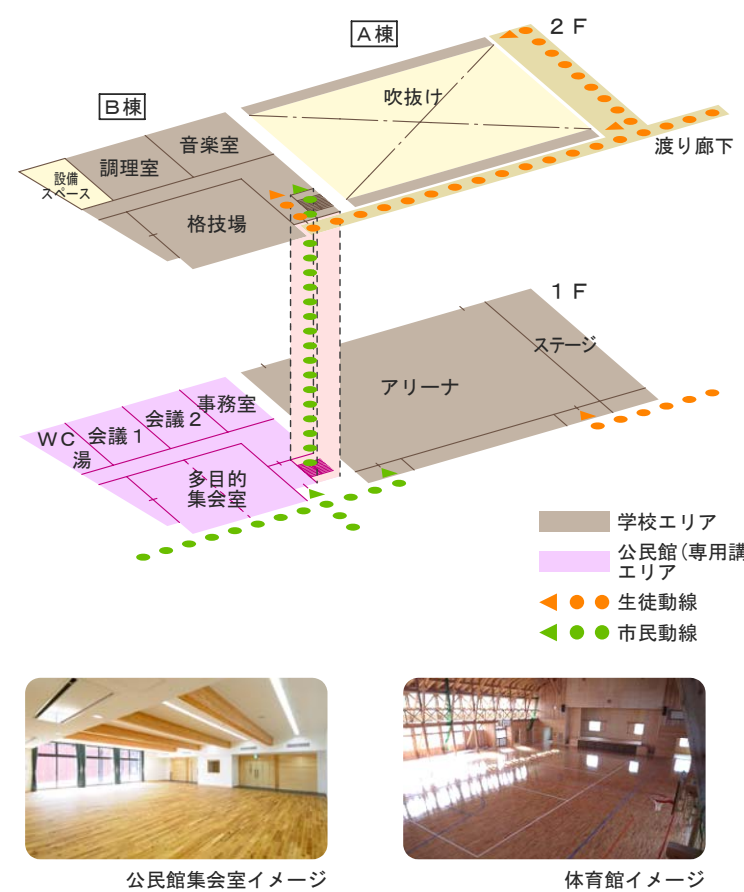 A棟
2F
吹抜け
B棟
音楽室
渡り廊下
調理室
設備
スペース
格技場
1F
ステージ
アリーナ
事務室
会議2
会議1
WC
湯
多目的
集会室
学校エリア
公民館(専用講
エリア
生徒動線
市民動線
公民館集会室イメージ
体育館イメージ